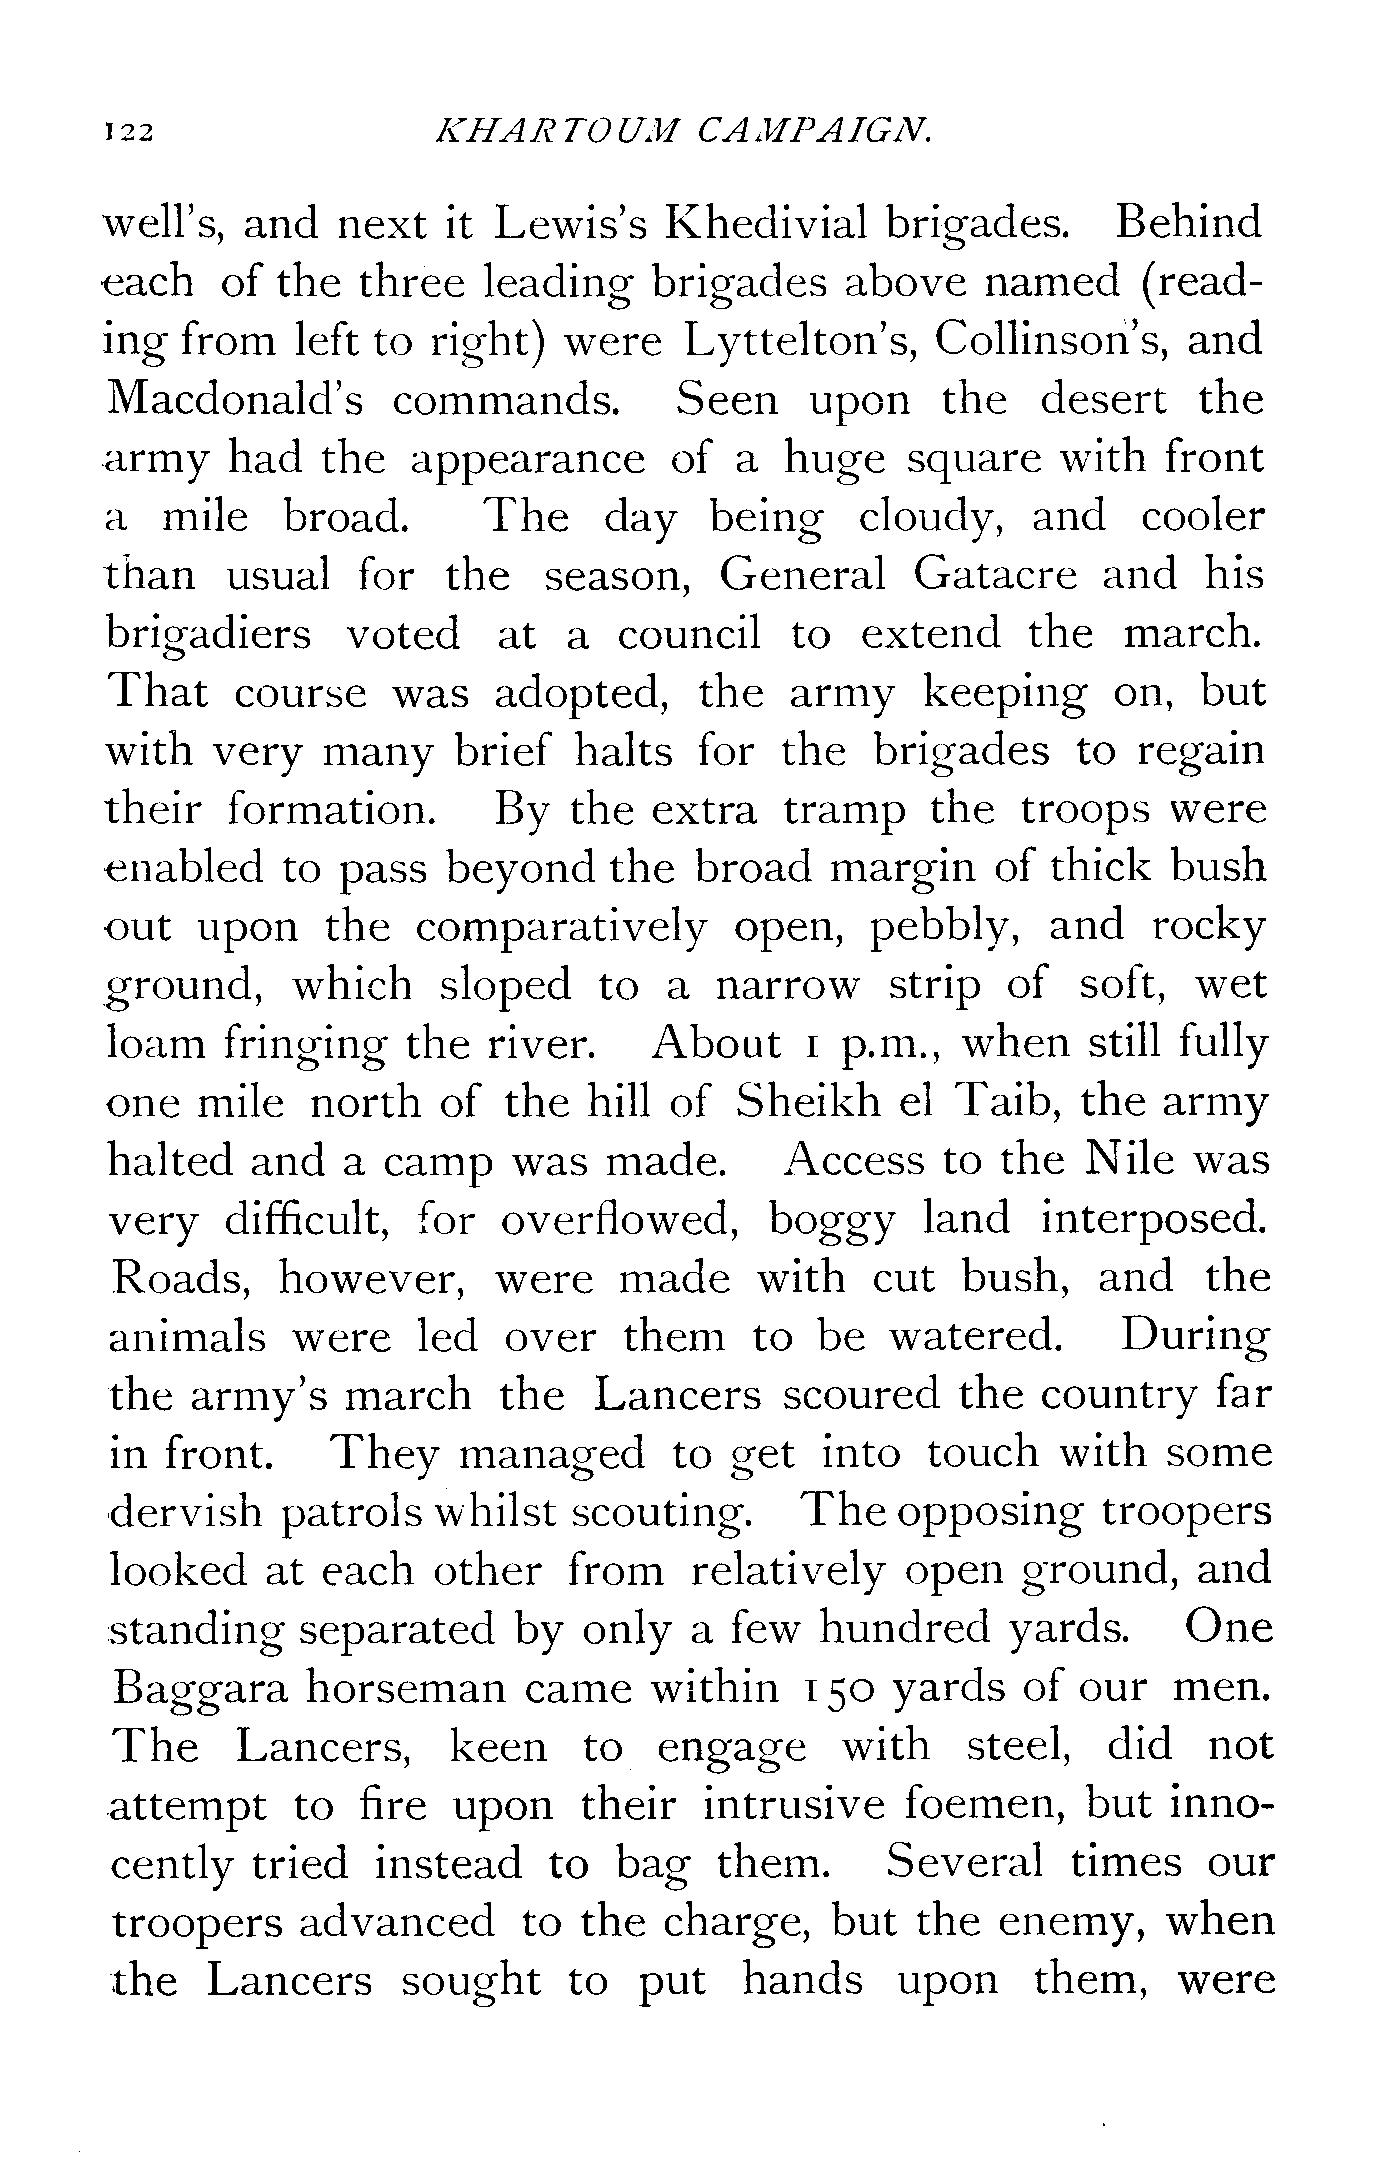 122 KHARTOUM CAMPAIGN.
well's, and next it Lewis's Khedivial brigades. Behind
each of the three leading brigades above named (read-
ing from left to right) were Lyttelton's, Collinson's, and
Macdonald's commands. Seen upon the desert the
army had the appearance of a huge square with front
a mile broad. The day being cloudy, and cooler
than usual for the season, General Gatacre and his
brigadiers voted at a council to extend the march.
That course was adopted, the army keeping on, but
with very many brief halts for the brigades to regain
their formation. By the extra tramp the troops were
enabled to pass beyond the broad margin of thick bush
out upon the comparatively open, pebbly, and rocky
ground, which sloped to a narrow strip of soft, wet
loam fringing the river. About 1 p.m., when still fully
one mile north of the hill of Sheikh el Taib, the army
halted and a camp was made. Access to the Nile was
very difficult, for overflowed, boggy land interposed.
Roads, however, were made with cut bush, and the
animals were led over them to be watered. During
the army's march the Lancers scoured the country far
in front. They managed to get into touch with some
dervish patrols whilst scouting. The opposing troopers
looked at each other from relatively open ground, and
standing separated by only a few hundred yards. One
Baggara horseman came within 150 yards of our men.
The Lancers, keen to engage with steel, did not
attempt to fire upon their intrusive foemen, but inno-
cently tried instead to bag them. Several times our
troopers advanced to the charge, but the enemy, when
the Lancers sought to put hands upon them, were